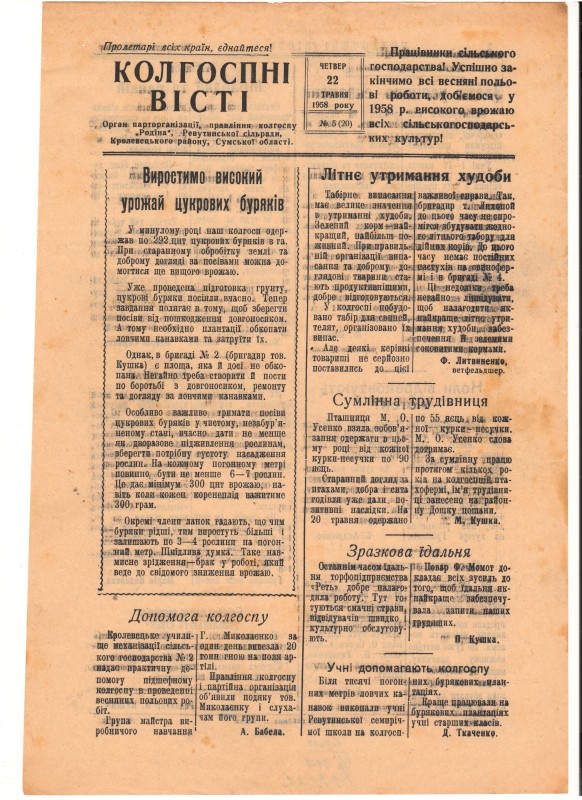 Пролетарі всіх країн, єднайтеся!
КОЛГОСПНІ
ВІСТІ
Орган парторганізації, правління колгоспу
„Родіна", Ревутинської сільради,
Кролевецького району, Сумської області.
ЧЕТВЕР
22
ТРАВНЯ
1958 року
№ 5 (20)
Працівники сільського
господарства! Успішно за-
кінчимо всі весняні польо-
ві роботи, доб'ємося у
1958 р. високого врожаю
всіх сільськогосподарсь-
ких культур!
Виростимо високий
урожай цукрових буряків
У минулому році наш колгосп одер-
жав по 292 цнт цукрових буряків з га.
При старанному обробітку землі та
доброму догляді на посівами можна до-
могтися ще вищого врожаю.
Уже проведена підготовка грунту,
цукрові буряки посіяли вчасно. Тепер
завдання полягає в тому, щоб зберегти
посіви від пошкодження довгоносиком.
А тому необхідно плантації обкопати
ловчими канавками та затруїти їх.
Однак, в бригаді № 2 (бригадир тов.
Кушка) є площа, яка й досі не обко-
пана. Негайно треба створити й пости
по боротьбі з довгоносиком, ремонту
та догляду за ловчими канавками.
Особливо важливо тримати посіви
цукрових буряків у чистому, незабур'я-
неному стані, вчасно дати не менше
як дворазове підживлення рослинам,
зберегти потрібну густоту насадження
рослин. На кожному погонному метрі
повинно бути не менше 6—7 рослин.
Це дає мінімум 300 цнт врожаю, на-
віть коли кожен коренеплід важитиме
300 грам.
Окремі члени ланок гадають, що чим
буряки рідші, тим виростуть більші і
залишають по 3—4 рослини на погон-
ний метр. Шкідлива думка. Таке нав-
мисне зрідження—брак у роботі, який
веде до свідомого зниження врожаю.
Допомога колгоспу
Кролевецьке учили-
ще механізації сільсь-
кого господарства № 2
надає практичну до-
помогу підшефному
колгоспу в проведенні
весняних польових ро-
біт.
Група майстра ви-
робничого навчання
Г. Миколаєнко за
один день вивезла 20
тонн гною на поля ар-
тілі.
Правління колгоспу
і партійна організація
об'явили подяку тов.
Миколаєнку і слуха-
чам його групи.
А. Бабела.
Літнє утримання худоби
Табірне випасання
має велике значення
в утриманні худоби.
Зелений корм най-
кращий, найбільш по-
живний. При правиль-
ній організації випа-
сання та доброму до-
гляді тварини ста-
ють продуктивнішими,
добре відгодовуються.
У колгоспі побудо-
вано табір для свиней,
телят, організовано їх
випас.
Але деякі керівні
товариші не серйозно
поставились до цієї
важливої справи. Так,
бригадир т.
до цього часу не спро-
мігся збудувати жодно-
го літнього табору для
дійних корів. До цього
часу немає постійних
пастухів на свинофер-
мі і в бригаді № 4.
Ці недоліки треба
негайно ліквідувати,
щоб налагодити як-
найкраще літнє утри-
мання худоби, забез-
печення її зеленими
соковитими кормами.
Ф. Литвиненко,
ветфельдшер.
Сумлінна трудівниця
Пташниця М. О.
Усенко взяла зобов'я-
зання одержати в цьо-
му році від кожної
курки-несучки по 90
яєць.
Старанний догляд за
птахами, добра і сита
годівля уже дали по-
зитивні наслідки. На
20 травня одержано
по 55 яєць від кож-
ної курки-несучки.
М. О. Усенко слова
дотримає.
За сумлінну працю
протягом кількох ро-
ків на колгоспній пта-
хофермі, ім'я трудівни-
ці занесено на район-
ну Дошку пошани.
М. Кушка.
Зразкова їдальня
Останнім часом їдаль-
ня торфопідприємства
„Реть" добре налаго-
дила роботу. Тут го-
туються смачні страви,
відвідувачів швидко
культурно обслугову-
ють.
Повар Ф. Момот до-
кладає всіх зусиль до
того, щоб їдальня як-
найкраще забезпечу-
вала запити наших
трудящих.
П. Кушка.
Учні допомагають колгоспу
Біля тисячі погон-
них метрів ловчих ка-
навок виконали учні
Ревутинської семиріч-
ної школи на колгосп-
них бурякових план-
таціях.
Краще працювали на
бурякових плантаціях
учні старших класів.
Д. Ткаченко.